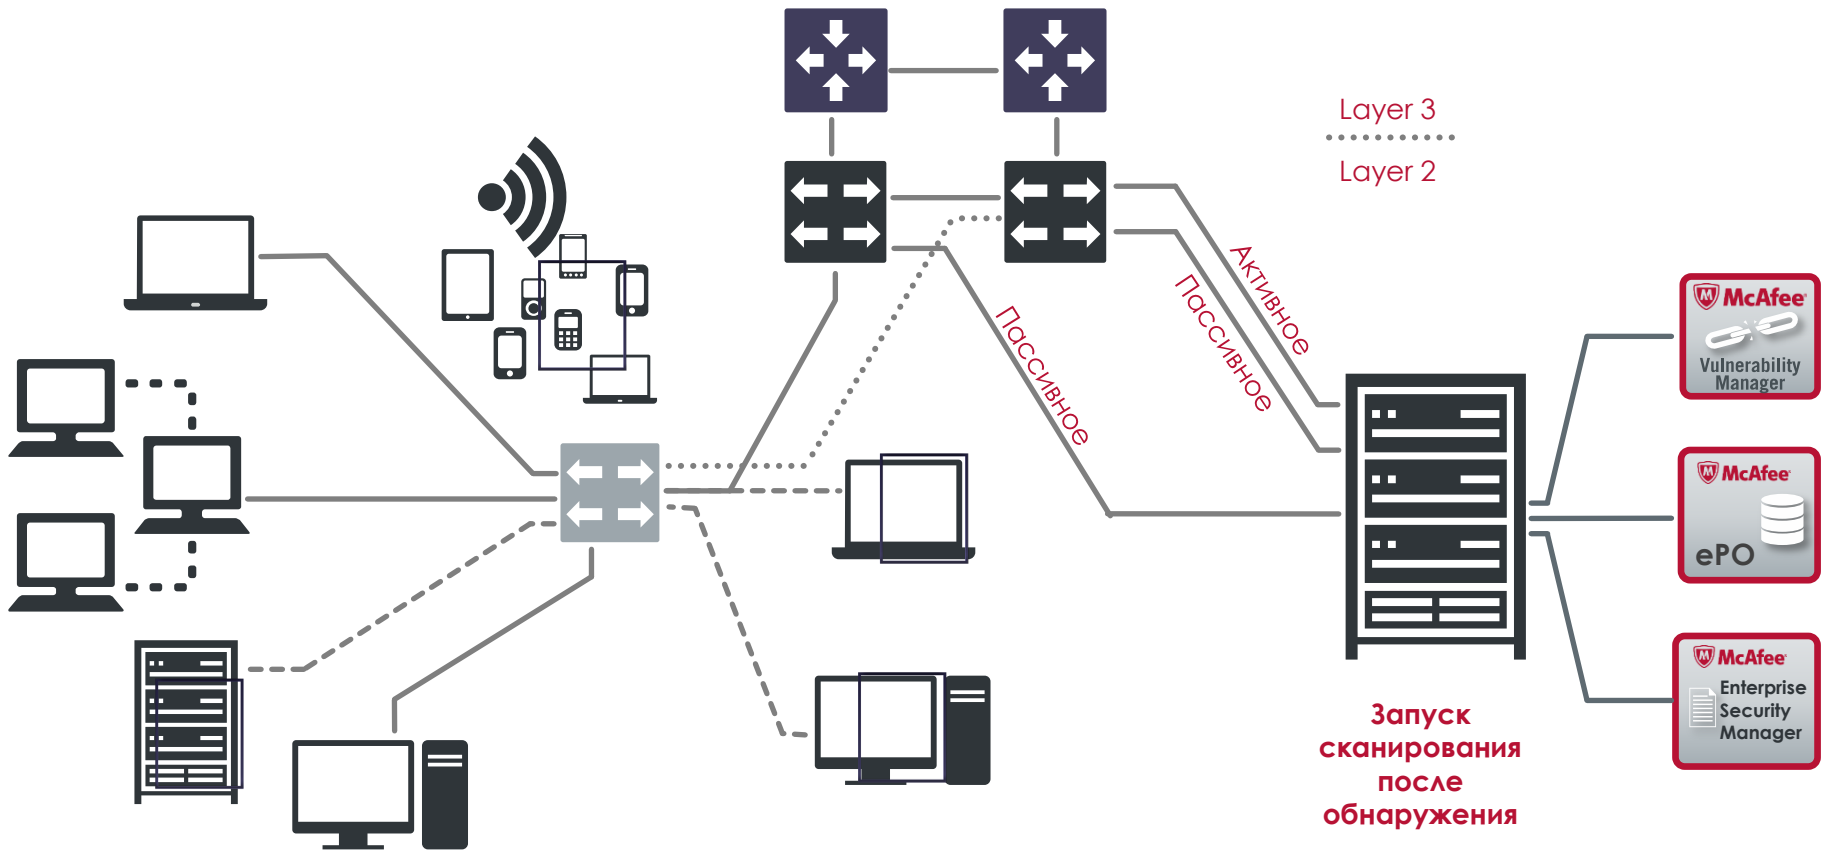 Layer 3
Layer 2
Активное
Пассивное
Пассивное
McAfee
Vulnerability
Manager
McAfee
ePO
McAfee
Enterprise
Security
Manager
Запуск
сканирования
после
обнаружения